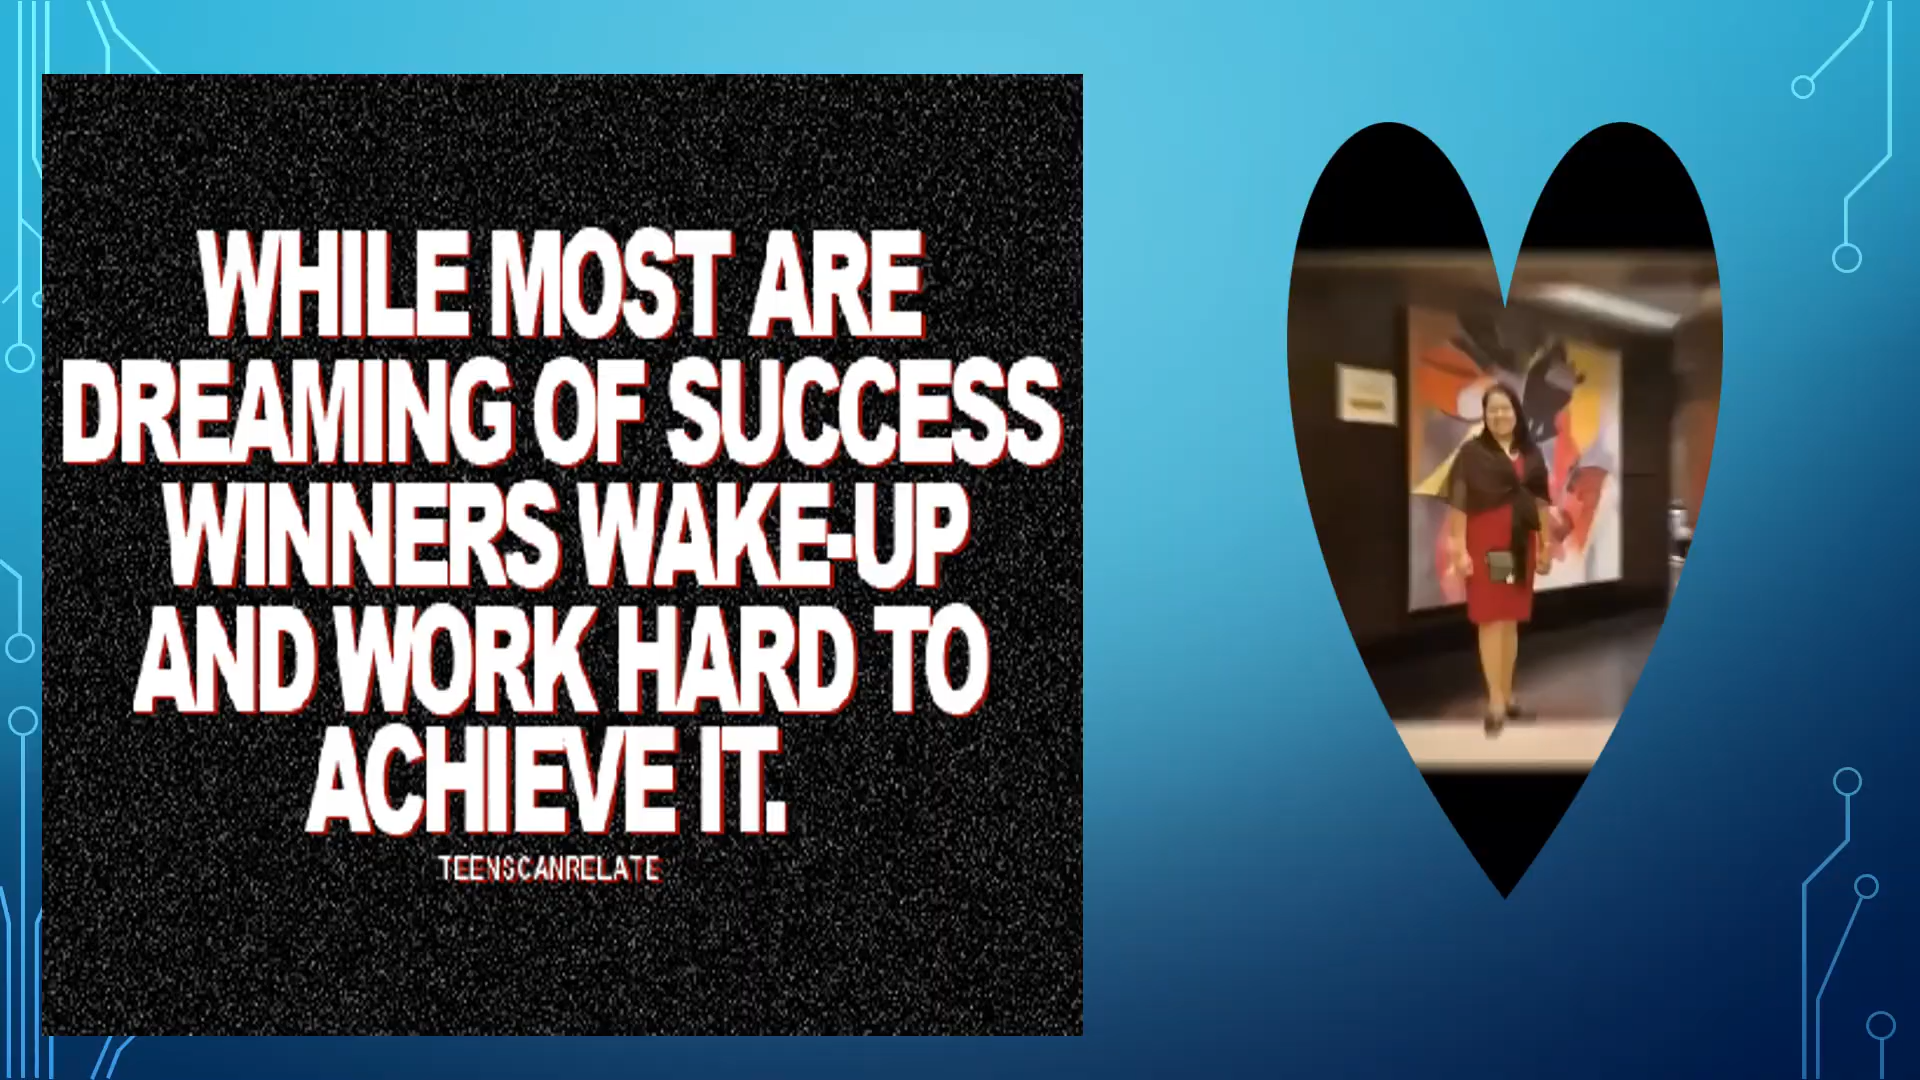 WHILE MOST ARE
DREAMING OF SUCCESS
WINNERS WAKE-UP
AND WORK HARD TO
ACHIEVE IT.
TEENSCANRELATE